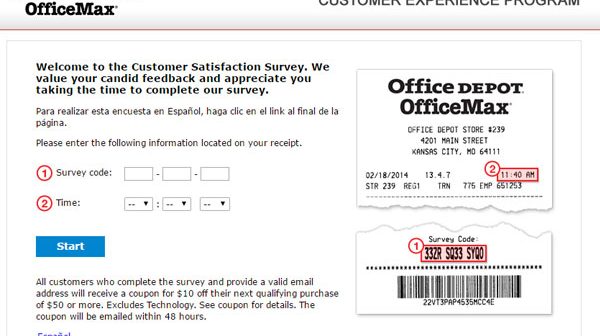 CUSTOMER EXPERIENCE PROGRAM
OfficeMax
Welcome to the Customer Satisfaction Survey. We
value your candid feedback and appreciate you
taking the time to complete our survey.
Para realizar esta encuesta en Español, haga clic en el link al final de la
página.
Please enter the following information located on your receipt.
1 Survey code: - -
2 Time: -- : -- --
Start
All customers who complete the survey and provide a valid email
address will receive a coupon for $10 off their next qualifying purchase
of $50 or more. Excludes Technology. See coupon for details. The
coupon will be emailed within 48 hours.
Español
Office DEPOT
OfficeMax
OFFICE DEPOT STORE #239
4201 MAIN STREET
KANSAS CITY, MO 64111
2
02/18/2014 13.4.7 11:40 AM
STR 239 REG1 TRN 775 EMP 651253
Survey Code:
1 33ZR SQ33 SYQ0
22VT3PAP4535MCC4E